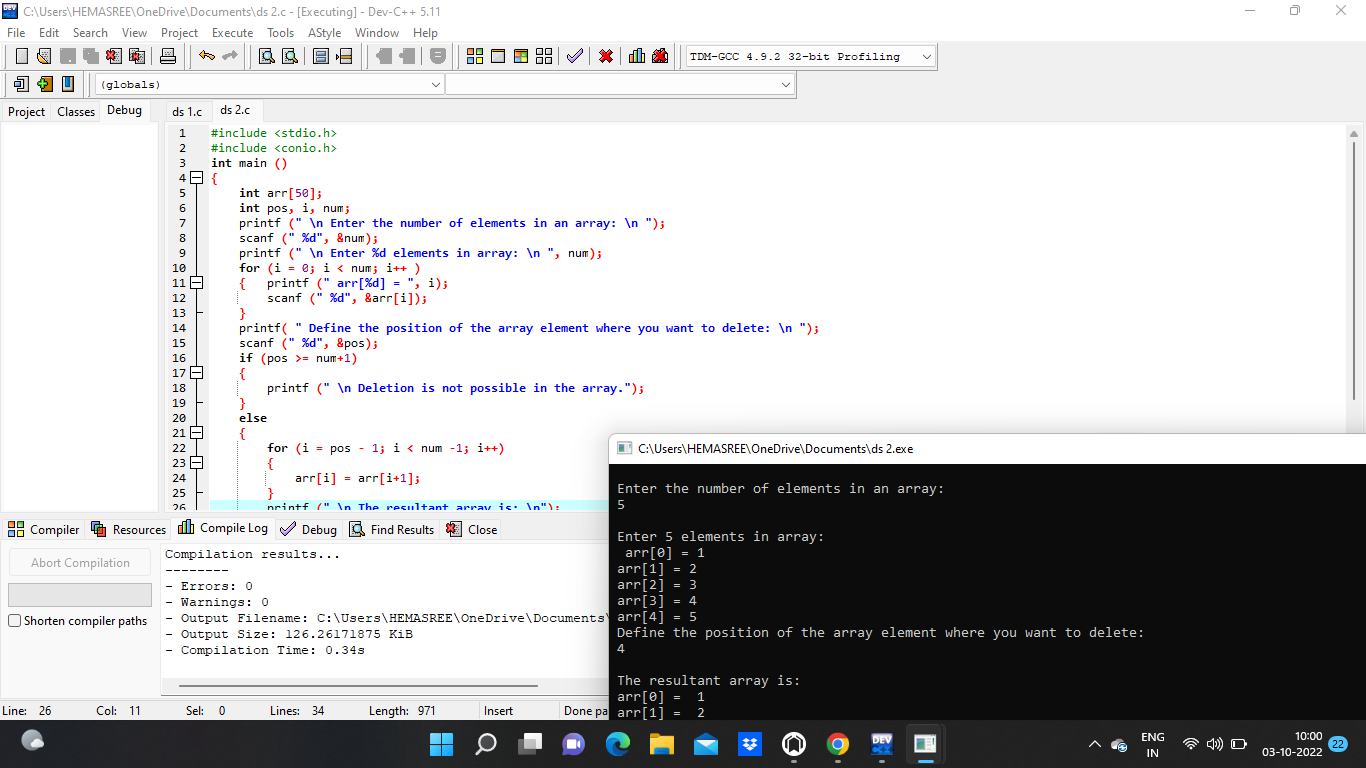 C:\Users\HEMASREE\OneDrive\Documents\ds 2.c - [Executing] - Dev-C++ 5.11
File Edit Search View Project Execute Tools AStyle Window Help
TDM-GCC 4.9.2 32-bit Profiling
(globals)
Project Classes Debug
ds 1.c ds 2.c
1 #include <stdio.h>
2 #include <conio.h>
3 int main ()
4 {
5 int arr[50];
6 int pos, i, num;
7 printf (" \n Enter the number of elements in an array: \n ");
8 scanf (" %d", &num);
9 printf (" \n Enter %d elements in array: \n ", num);
10 for (i = 0; i < num; i++ )
11 { printf (" arr[%d] = ", i);
12 scanf (" %d", &arr[i]);
13 }
14 printf( " Define the position of the array element where you want to delete: \n ");
15 scanf (" %d", &pos);
16 if (pos >= num+1)
17 {
18 printf (" \n Deletion is not possible in the array.");
19 }
20 else
21 {
22 for (i = pos - 1; i < num -1; i++)
23 {
24 arr[i] = arr[i+1];
25 }
26 printf (" \n The resultant array is: \n");
Compiler Resources Compile Log Debug Find Results Close
Abort Compilation
Shorten compiler paths
Compilation results...
--------
- Errors: 0
- Warnings: 0
- Output Filename: C:\Users\HEMASREE\OneDrive\Documents\
- Output Size: 126.26171875 KiB
- Compilation Time: 0.34s
Line: 26 Col: 11 Sel: 0 Lines: 34 Length: 971 Insert Done pa
C:\Users\HEMASREE\OneDrive\Documents\ds 2.exe
Enter the number of elements in an array:
5
Enter 5 elements in array:
arr[0] = 1
arr[1] = 2
arr[2] = 3
arr[3] = 4
arr[4] = 5
Define the position of the array element where you want to delete:
4
The resultant array is:
arr[0] = 1
arr[1] = 2
DEV
ENG
IN
10:00
03-10-2022
22